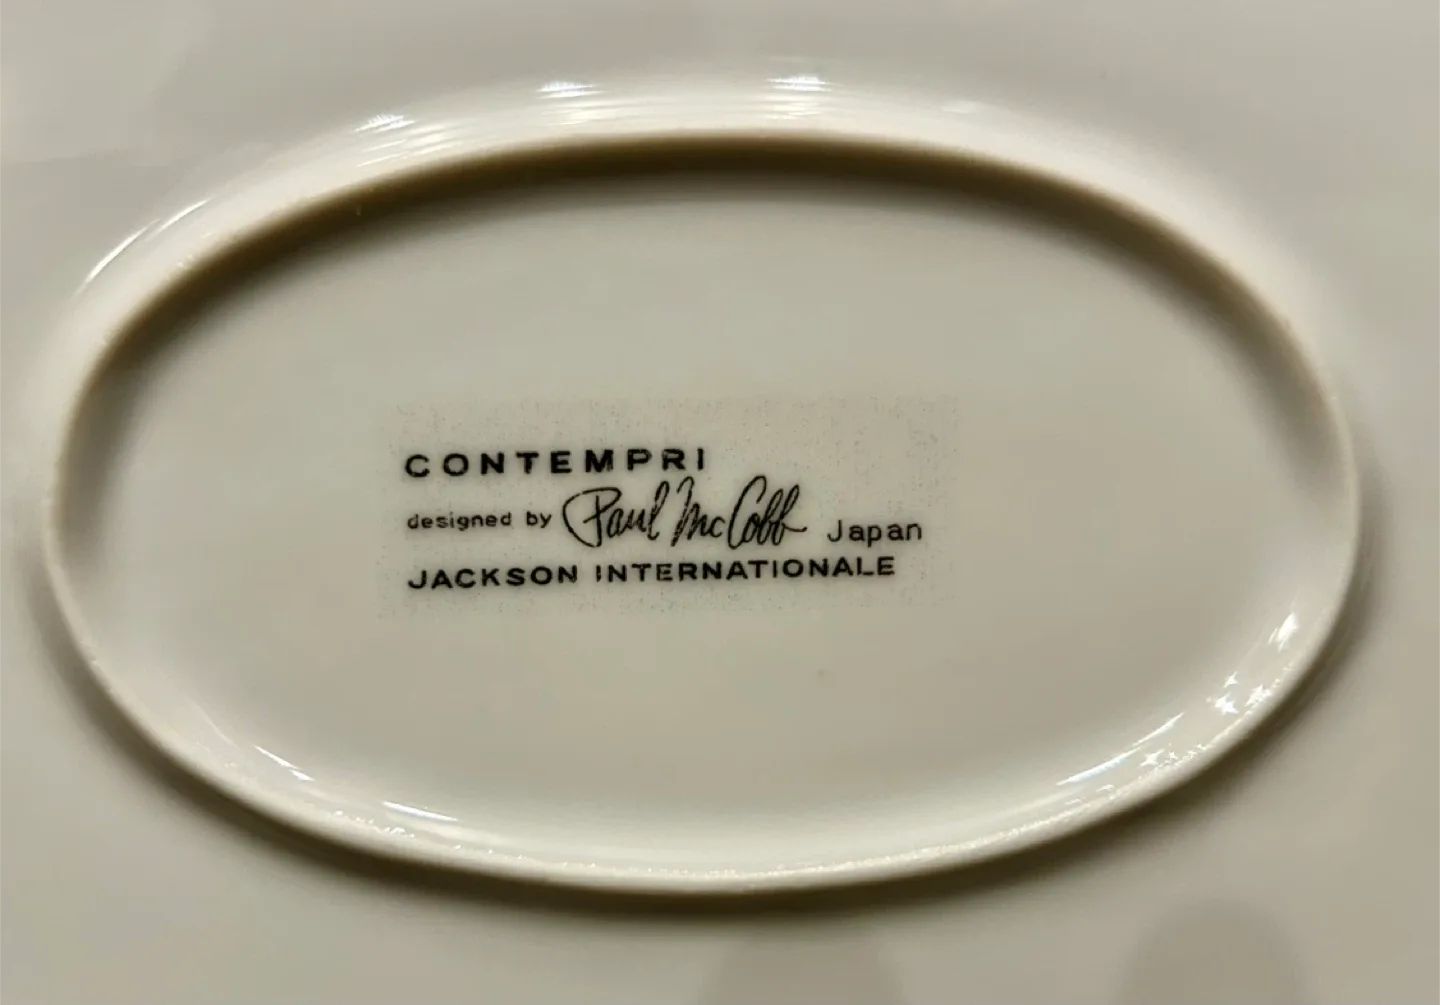 CONTEMPRI
designed by Paul McCobb Japan
JACKSON INTERNATIONALE